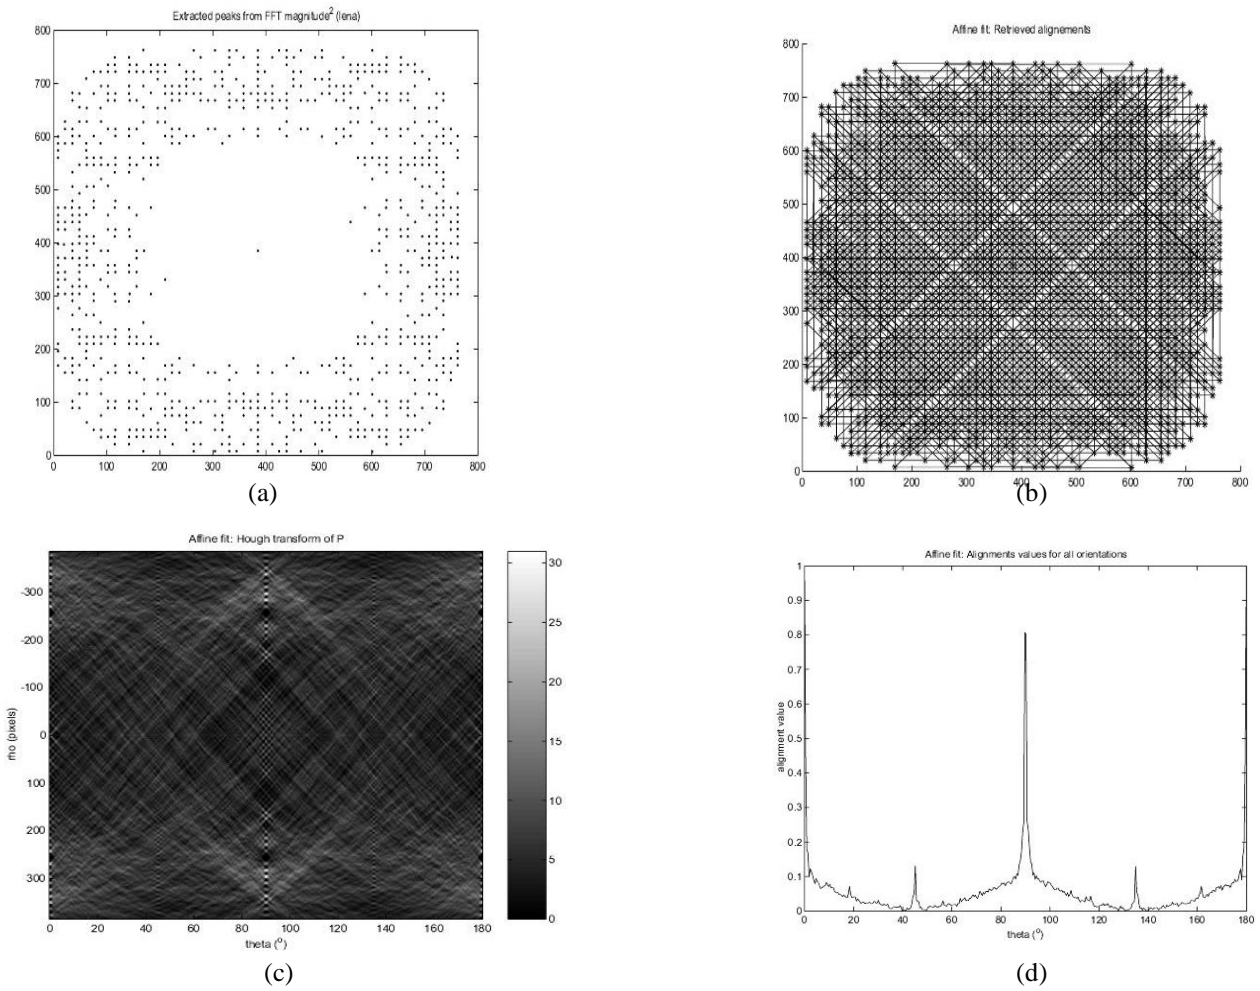 Extracted peaks from FFT magnitude² (lena)
800
700
600
500
400
300
200
100
0
0 100 200 300 400 500 600 700 800
(a)
Affine fit: Retrieved alignements
800
700
600
500
400
300
200
100
0
0 100 200 300 400 500 600 700 800
(b)
Affine fit: Hough transform of P
rho (pixels)
-300
-200
-100
0
100
200
300
0 20 40 60 80 100 120 140 160 180
theta (°)
30
25
20
15
10
5
0
(c)
Affine fit: Alignments values for all orientations
alignment value
1
0.9
0.8
0.7
0.6
0.5
0.4
0.3
0.2
0.1
0
0 20 40 60 80 100 120 140 160 180
theta (°)
(d)